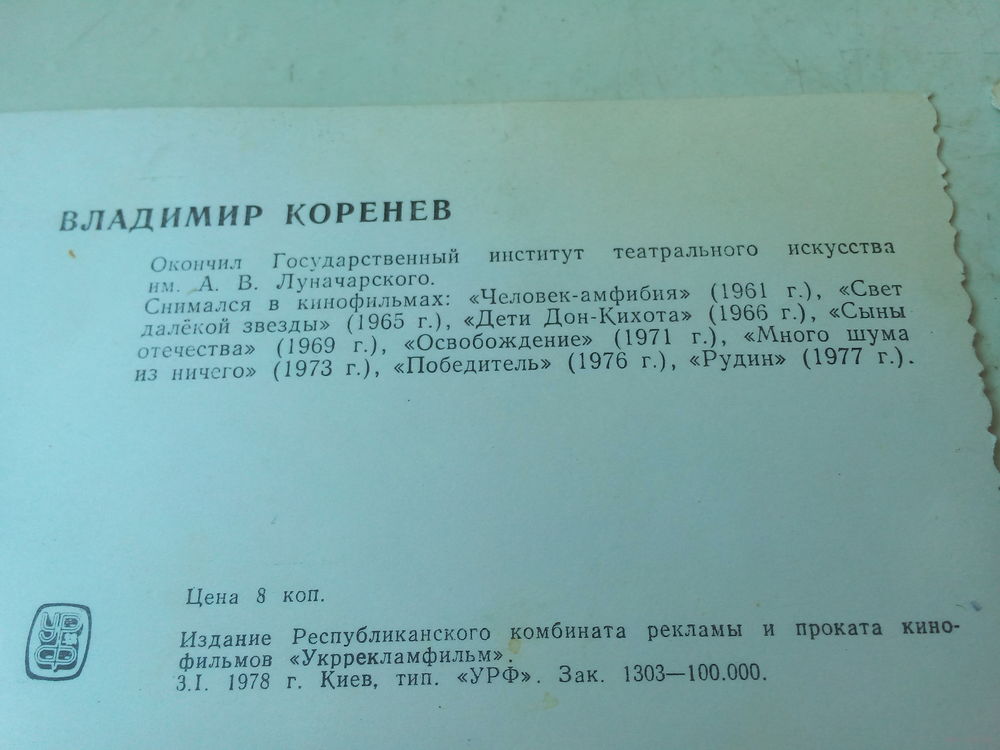 ВЛАДИМИР КОРЕНЕВ
Окончил Государственный институт театрального искусства
им. А. В. Луначарского.
Снимался в кинофильмах: «Человек-амфибия» (1961 г.), «Свет
далёкой звезды» (1965 г.), «Дети Дон-Кихота» (1966 г.), «Сыны
отечества» (1969 г.), «Освобождение» (1971 г.), «Много шума
из ничего» (1973 г.), «Победитель» (1976 г.), «Рудин» (1977 г.).
Цена 8 коп.
Издание Республиканского комбината рекламы и проката кино-
фильмов «Укррекламфильм».
3.I. 1978 г. Киев, тип. «УРФ». Зак. 1303—100.000.